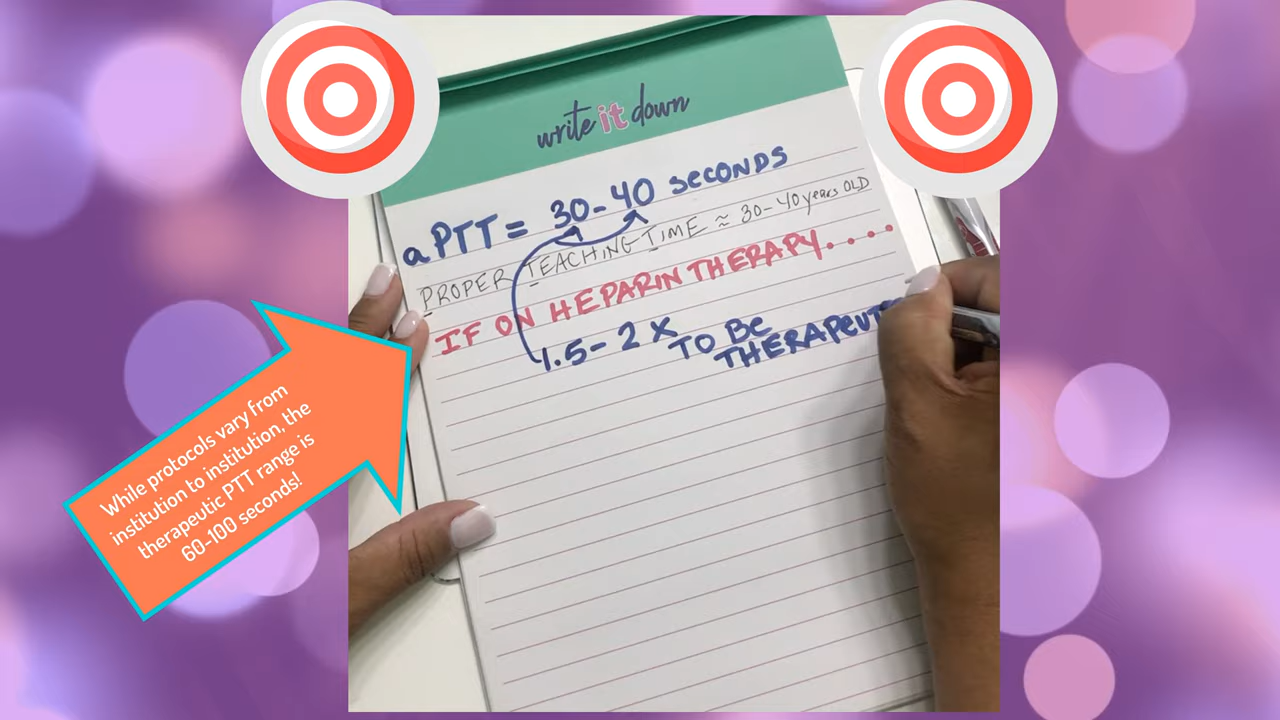 write it down
aPTT = 30-40 seconds
PROPER TEACHING TIME ≈ 30-40 years OLD
IF ON HEPARIN THERAPY....
1.5-2x TO BE
THERAPEUT
While protocols vary from
institution to institution, the
therapeutic PTT range is
60-100 seconds!